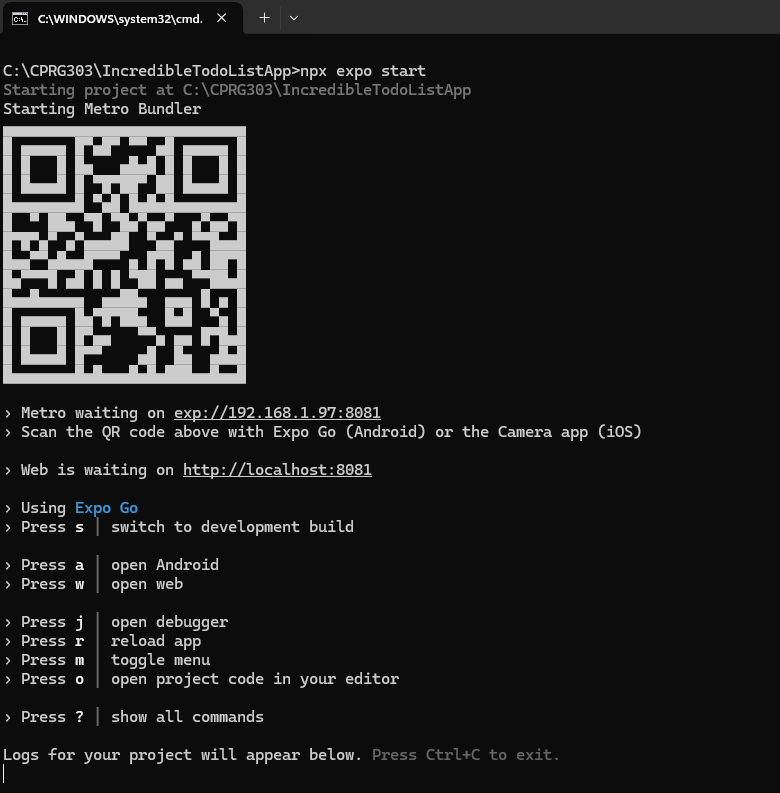 C:\WINDOWS\system32\cmd.
C:\CPRG303\IncredibleTodoListApp>npx expo start
Starting project at C:\CPRG303\IncredibleTodoListApp
Starting Metro Bundler
› Metro waiting on exp://192.168.1.97:8081
› Scan the QR code above with Expo Go (Android) or the Camera app (iOS)
› Web is waiting on http://localhost:8081
› Using Expo Go
› Press s │ switch to development build
› Press a │ open Android
› Press w │ open web
› Press j │ open debugger
› Press r │ reload app
› Press m │ toggle menu
› Press o │ open project code in your editor
› Press ? │ show all commands
Logs for your project will appear below. Press Ctrl+C to exit.